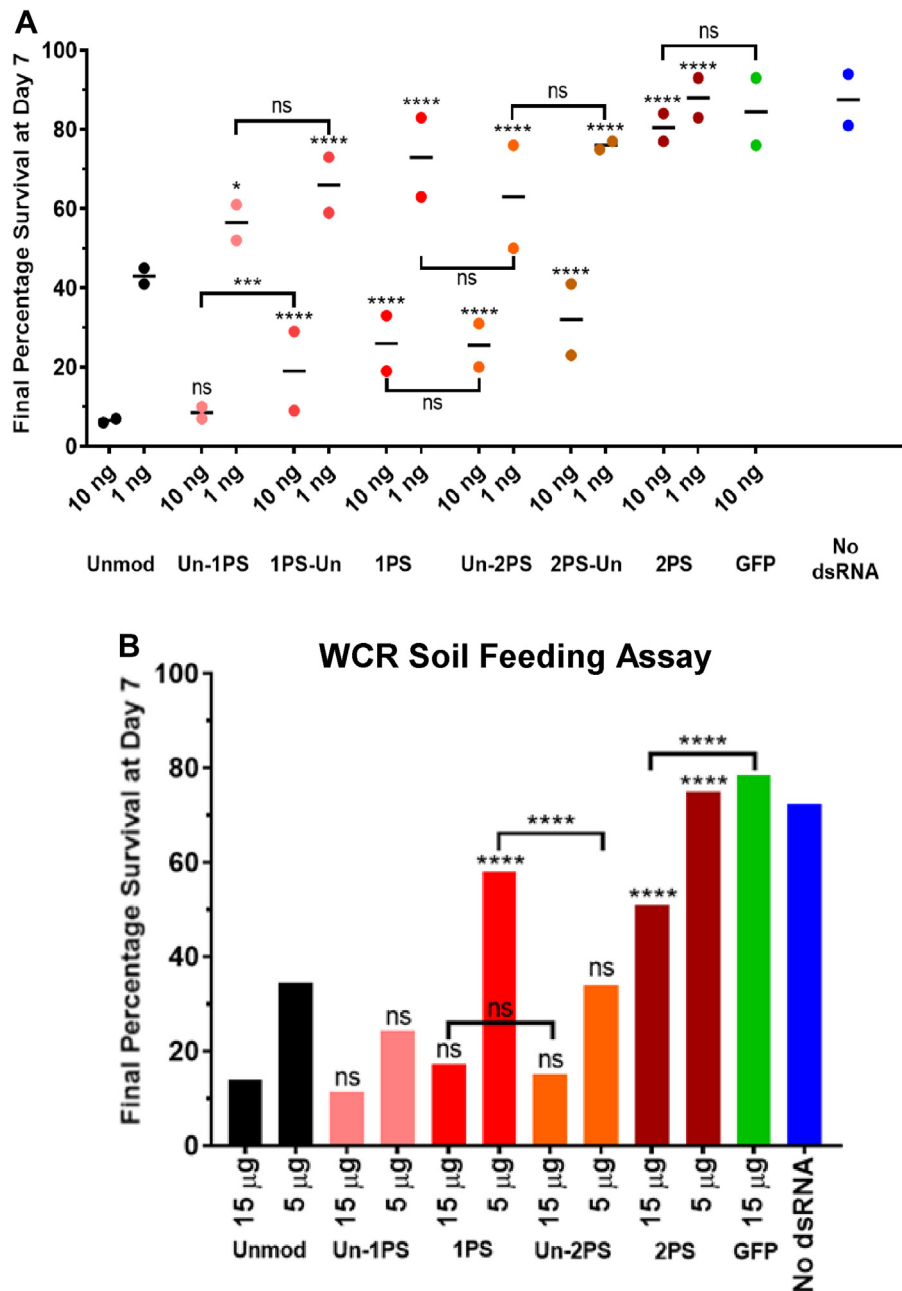 A
Final Percentage Survival at Day 7
100
80
60
40
20
0
ns
****
****
ns
****
****
ns
****
****
*
***
****
ns
ns
****
****
****
ns
10 ng 1 ng 10 ng 1 ng 10 ng 1 ng 10 ng 1 ng 10 ng 1 ng 10 ng 1 ng 10 ng 1 ng 10 ng
Unmod Un-1PS 1PS-Un 1PS Un-2PS 2PS-Un 2PS GFP No
dsRNA
B
WCR Soil Feeding Assay
Final Percentage Survival at Day 7
100
80
60
40
20
0
****
****
****
****
****
ns
ns
ns
ns
ns
ns
15 µg 5 µg 15 µg 5 µg 15 µg 5 µg 15 µg 5 µg 15 µg 5 µg 15 µg No dsRNA
Unmod Un-1PS 1PS Un-2PS 2PS GFP